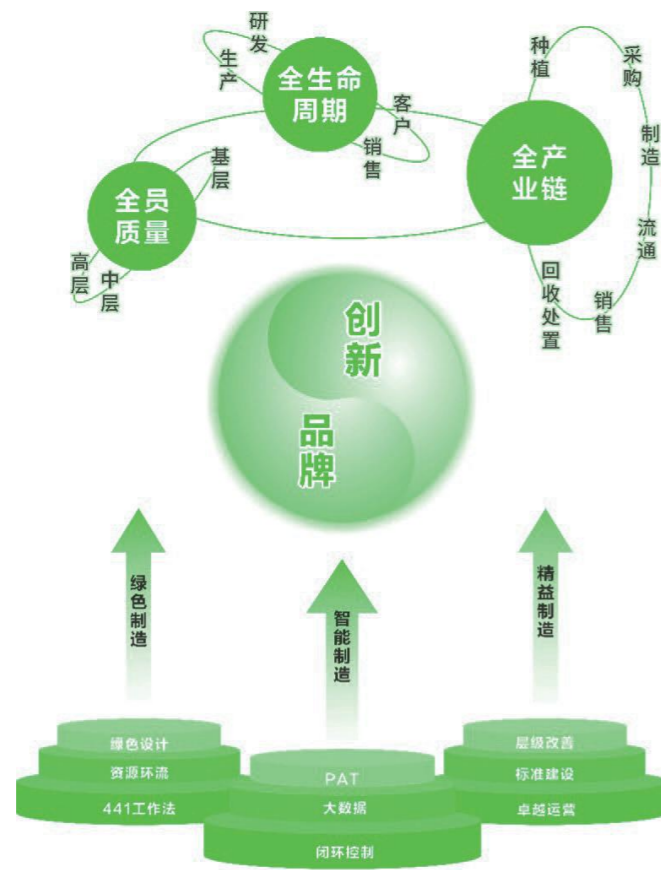 研发
生产
全生命
周期
客户
销售
种植
采购
制造
流通
销售
回收处置
全产
业链
基层
全员
质量
高层
中层
创新
品牌
绿色制造
智能制造
精益制造
绿色设计
资源环流
441工作法
PAT
大数据
闭环控制
层级改善
标准建设
卓越运营